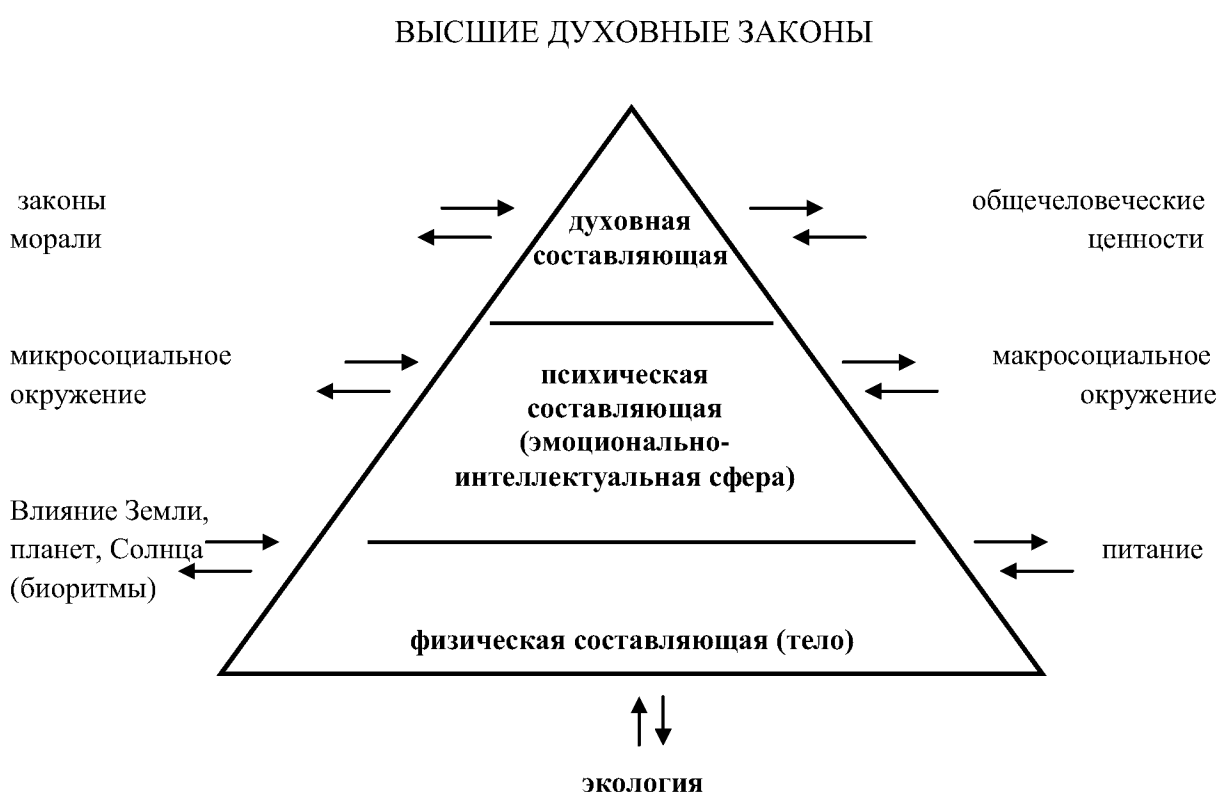 ВЫСШИЕ ДУХОВНЫЕ ЗАКОНЫ
законы
морали
духовная
составляющая
общечеловеческие
ценности
микросоциальное
окружение
психическая
составляющая
(эмоционально-
интеллектуальная сфера)
макросоциальное
окружение
Влияние Земли,
планет, Солнца
(биоритмы)
питание
физическая составляющая (тело)
экология